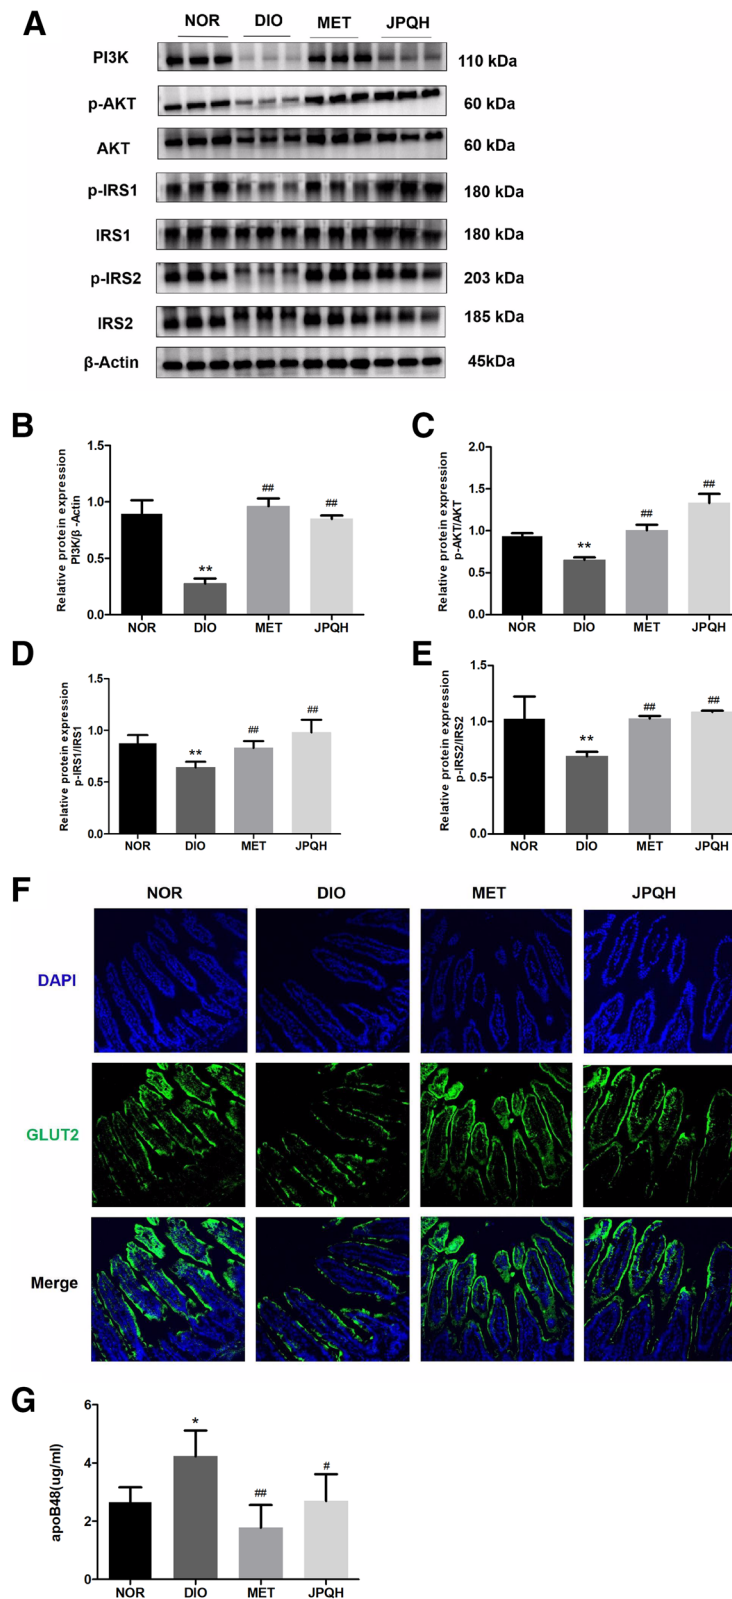 A
NOR DIO MET JPQH
PI3K 110 kDa
p-AKT 60 kDa
AKT 60 kDa
p-IRS1 180 kDa
IRS1 180 kDa
p-IRS2 203 kDa
IRS2 185 kDa
β-Actin 45kDa
B
Relative protein expression
PI3K/β -Actin
1.5
1.0
0.5
0.0
**
##
##
NOR DIO MET JPQH
C
Relative protein expression
p-AKT/AKT
2.0
1.5
1.0
0.5
0.0
**
##
##
NOR DIO MET JPQH
D
Relative protein expression
p-IRS1/IRS1
1.5
1.0
0.5
0.0
**
##
##
NOR DIO MET JPQH
E
Relative protein expression
p-IRS2/IRS2
1.5
1.0
0.5
0.0
**
##
##
NOR DIO MET JPQH
F
NOR DIO MET JPQH
DAPI
GLUT2
Merge
G
apoB48(ug/ml)
6
4
2
0
*
##
#
NOR DIO MET JPQH